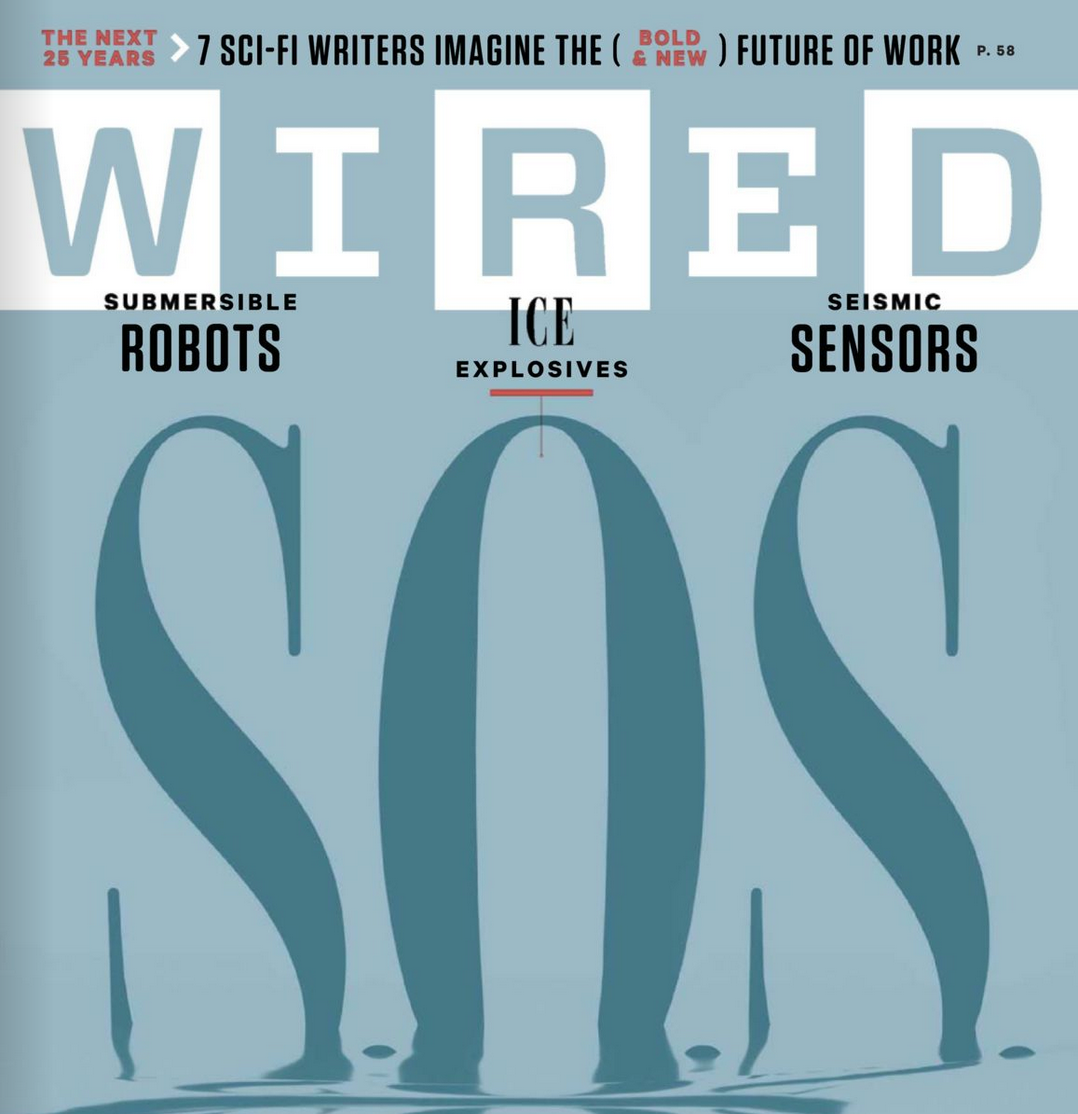 THE NEXT
25 YEARS
7 SCI-FI WRITERS IMAGINE THE ( BOLD & NEW ) FUTURE OF WORK P. 58
WIRED
SUBMERSIBLE
ROBOTS
ICE
EXPLOSIVES
SEISMIC
SENSORS
S.O.S.